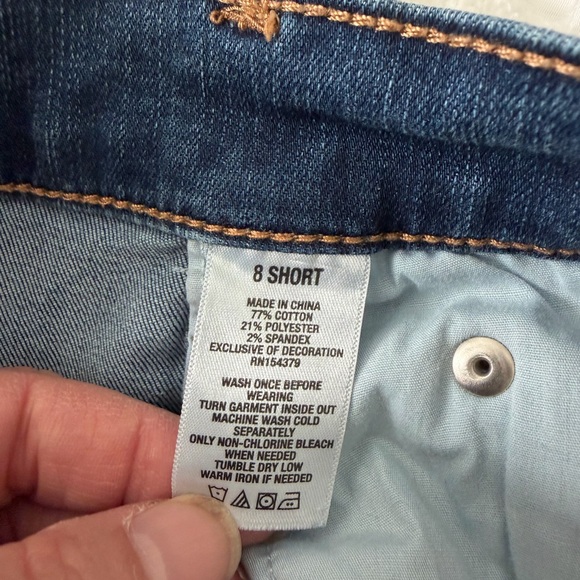 8 SHORT
MADE IN CHINA
77% COTTON
21% POLYESTER
2% SPANDEX
EXCLUSIVE OF DECORATION
RN154379
WASH ONCE BEFORE
WEARING
TURN GARMENT INSIDE OUT
MACHINE WASH COLD
SEPARATELY
ONLY NON-CHLORINE BLEACH
WHEN NEEDED
TUMBLE DRY LOW
WARM IRON IF NEEDED